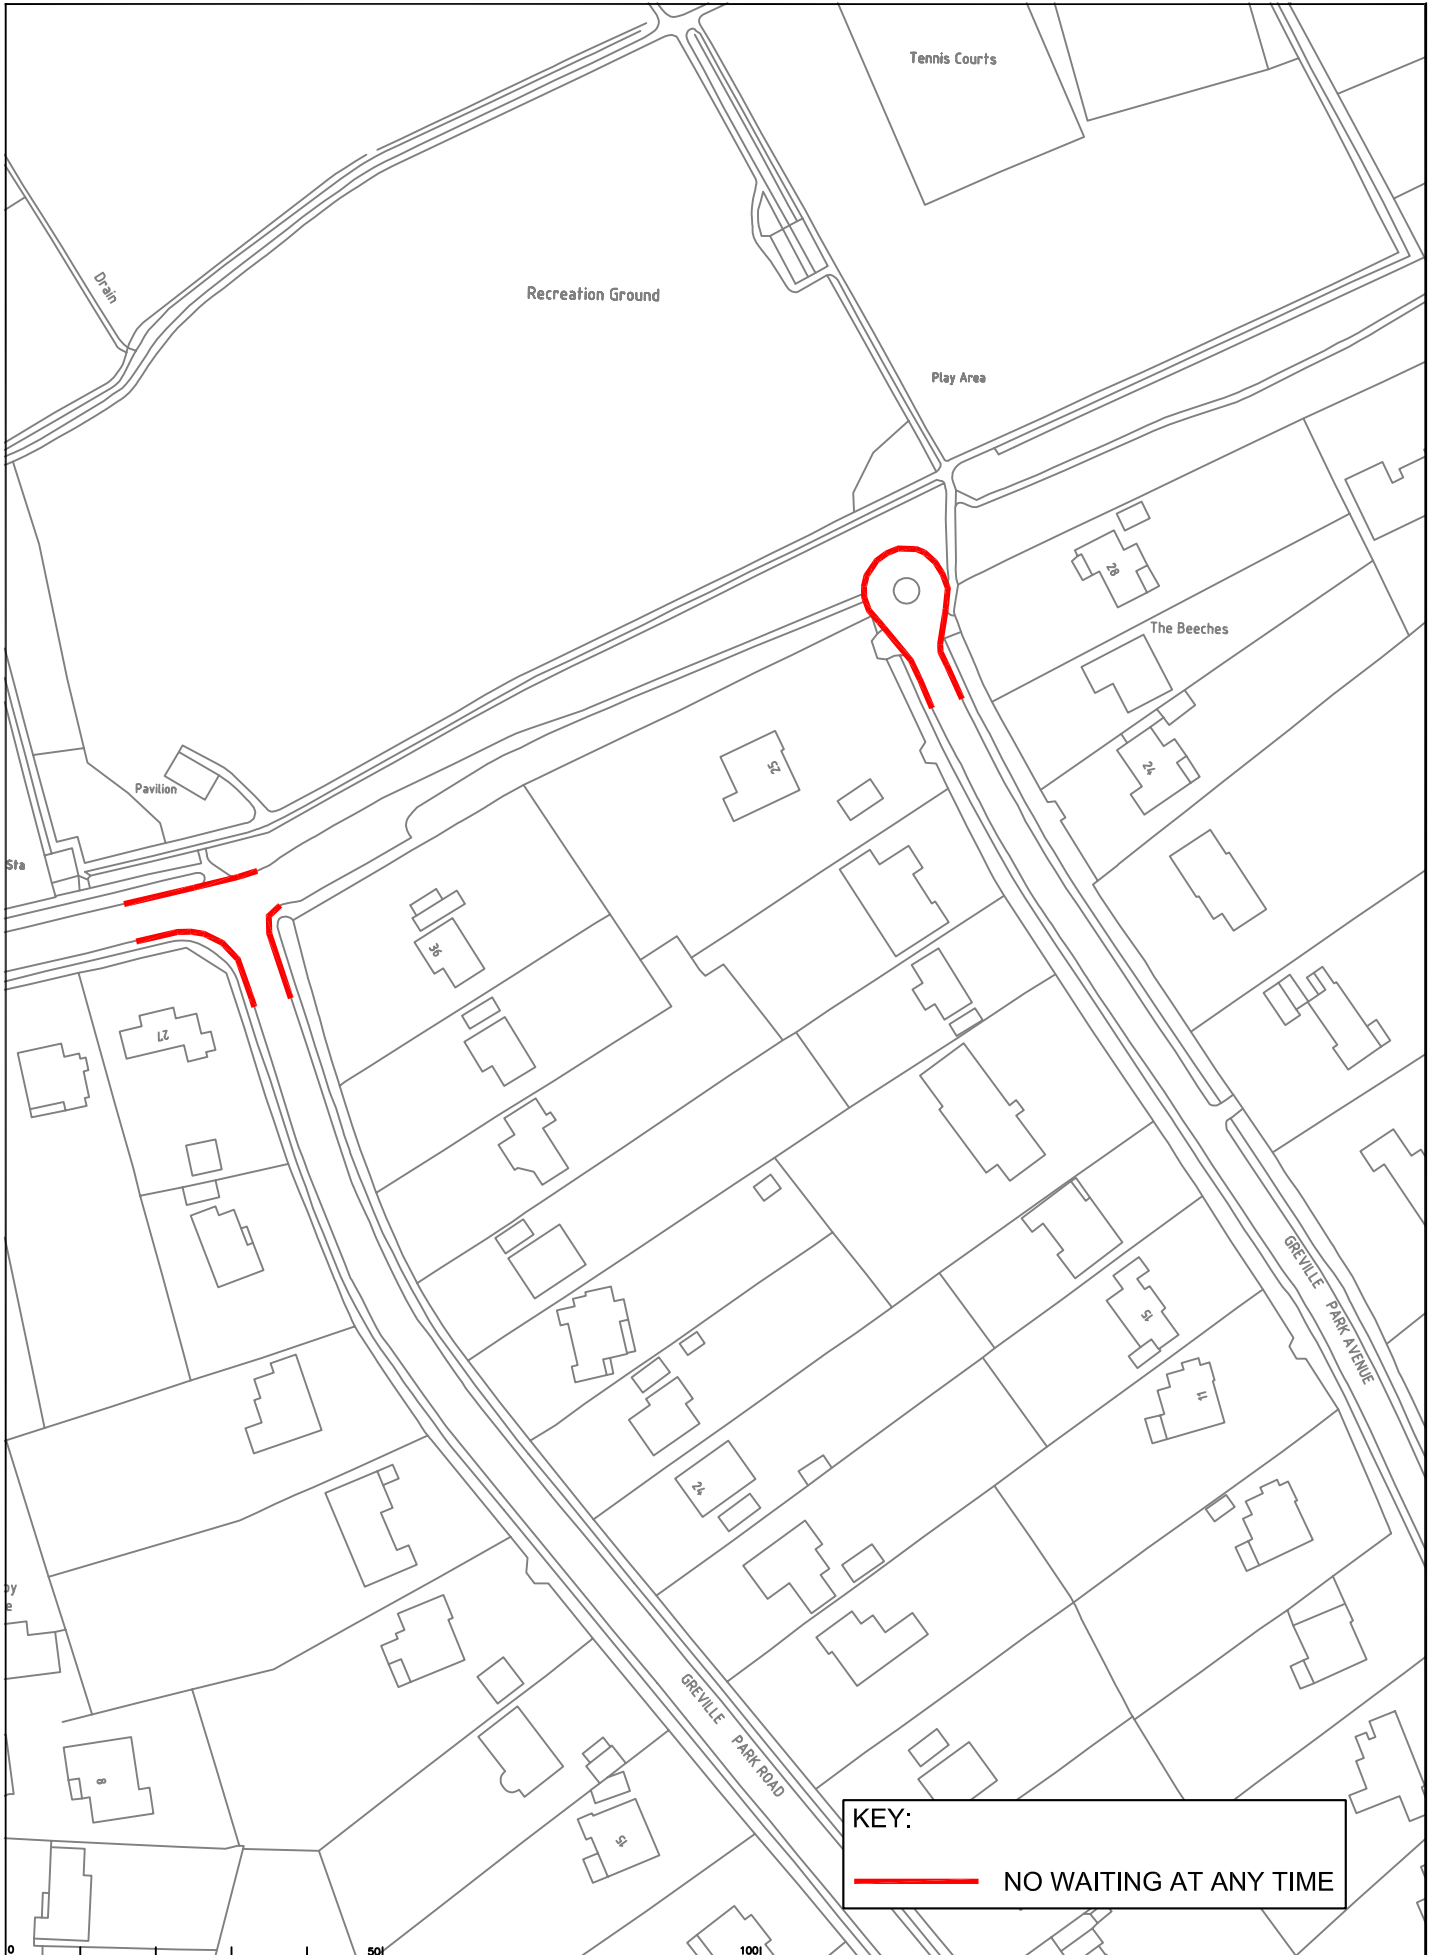 Tennis Courts
Drain
Recreation Ground
Play Area
28
The Beeches
24
25
Pavilion
Sta
36
27
GREVILLE PARK AVENUE
15
11
24
by
e
GREVILLE PARK ROAD
8
15
KEY:
NO WAITING AT ANY TIME
0
50
100